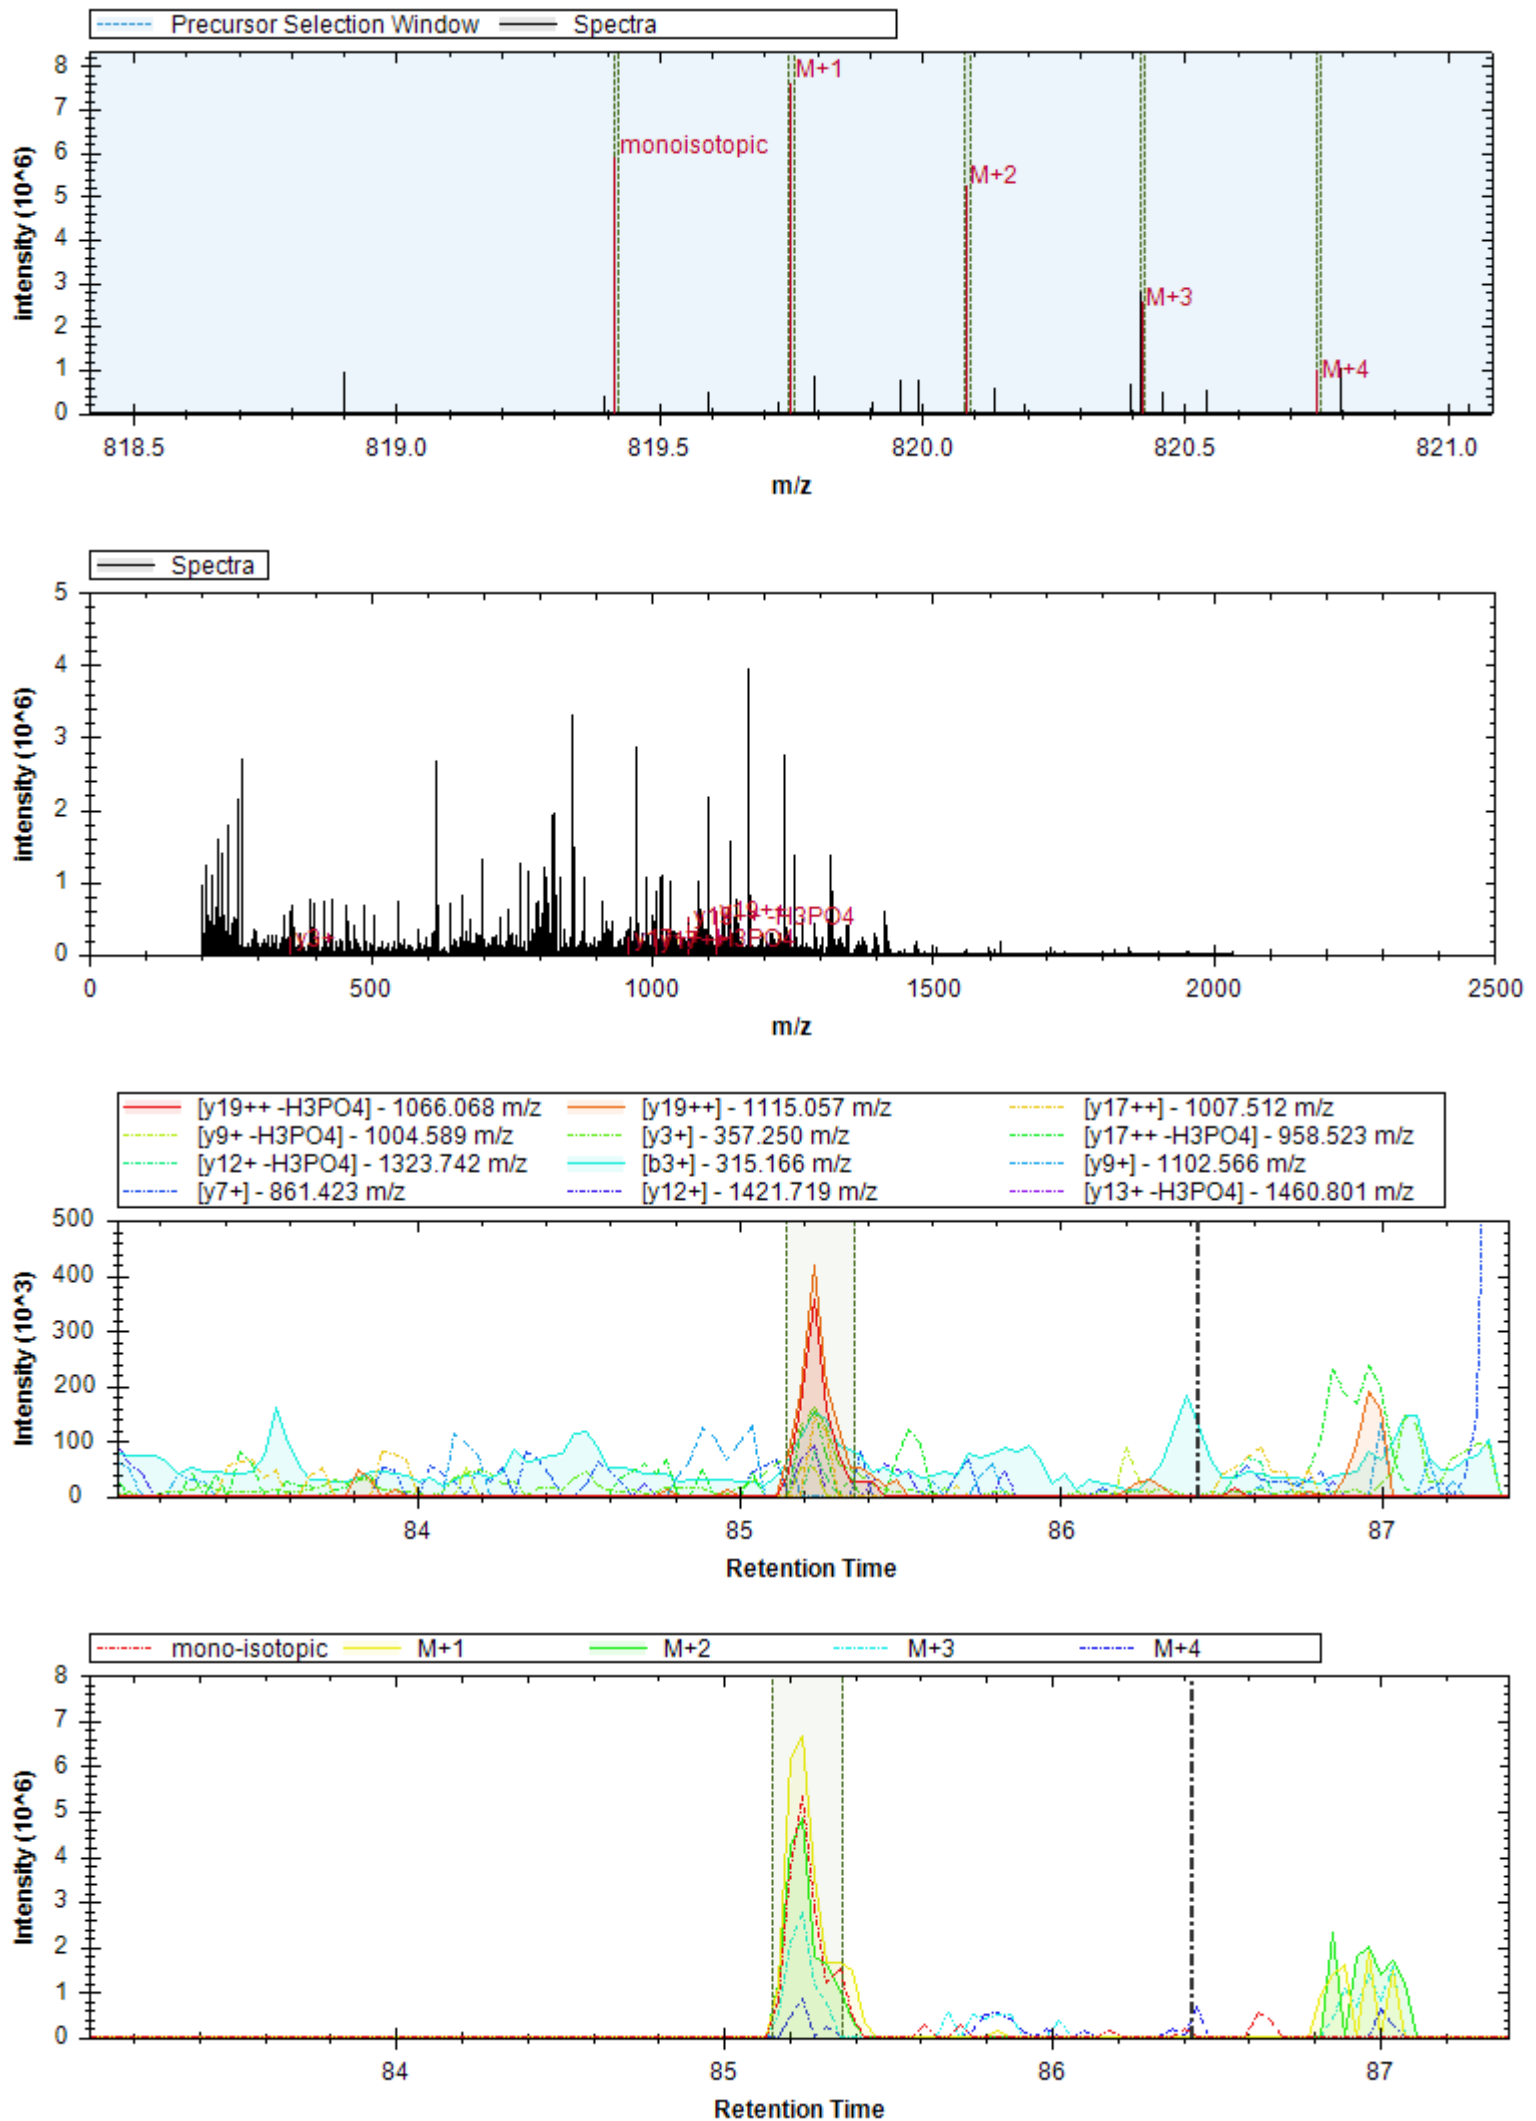 Precursor Selection Window Spectra
8
7
6
5
4
3
2
1
0
intensity (10^6)
monoisotopic
M+1
M+2
M+3
M+4
818.5 819.0 819.5 820.0 820.5 821.0
m/z
Spectra
5
4
3
2
1
0
intensity (10^6)
y3+
y19++
-H3PO4
0 500 1000 1500 2000 2500
m/z
[y19++ -H3PO4] - 1066.068 m/z [y19++] - 1115.057 m/z [y17++] - 1007.512 m/z
[y9+ -H3PO4] - 1004.589 m/z [y3+] - 357.250 m/z [y17++ -H3PO4] - 958.523 m/z
[y12+ -H3PO4] - 1323.742 m/z [b3+] - 315.166 m/z [y9+] - 1102.566 m/z
[y7+] - 861.423 m/z [y12+] - 1421.719 m/z [y13+ -H3PO4] - 1460.801 m/z
500
400
300
200
100
0
Intensity (10^3)
84 85 86 87
Retention Time
mono-isotopic M+1 M+2 M+3 M+4
8
7
6
5
4
3
2
1
0
Intensity (10^6)
84 85 86 87
Retention Time